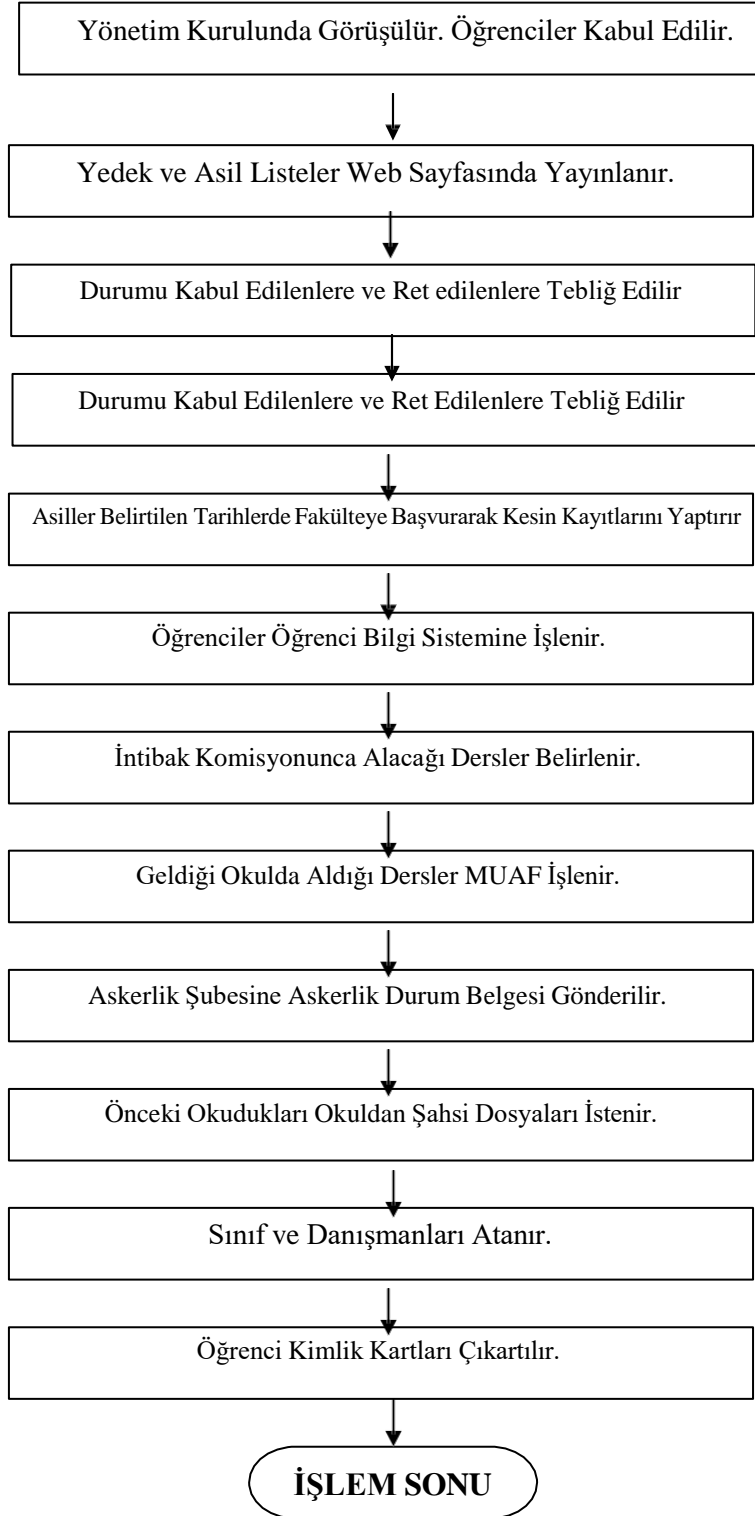 Yönetim Kurulunda Görüşülür. Öğrenciler Kabul Edilir.
Yedek ve Asil Listeler Web Sayfasında Yayınlanır.
Durumu Kabul Edilenlere ve Ret edilenlere Tebliğ Edilir
Durumu Kabul Edilenlere ve Ret Edilenlere Tebliğ Edilir
Asiller Belirtilen Tarihlerde Fakülteye Başvurarak Kesin Kayıtlarını Yaptırır
Öğrenciler Öğrenci Bilgi Sistemine İşlenir.
İntibak Komisyonunca Alacağı Dersler Belirlenir.
Geldiği Okulda Aldığı Dersler MUAF İşlenir.
Askerlik Şubesine Askerlik Durum Belgesi Gönderilir.
Önceki Okudukları Okuldan Şahsi Dosyaları İstenir.
Sınıf ve Danışmanları Atanır.
Öğrenci Kimlik Kartları Çıkartılır.
İŞLEM SONU